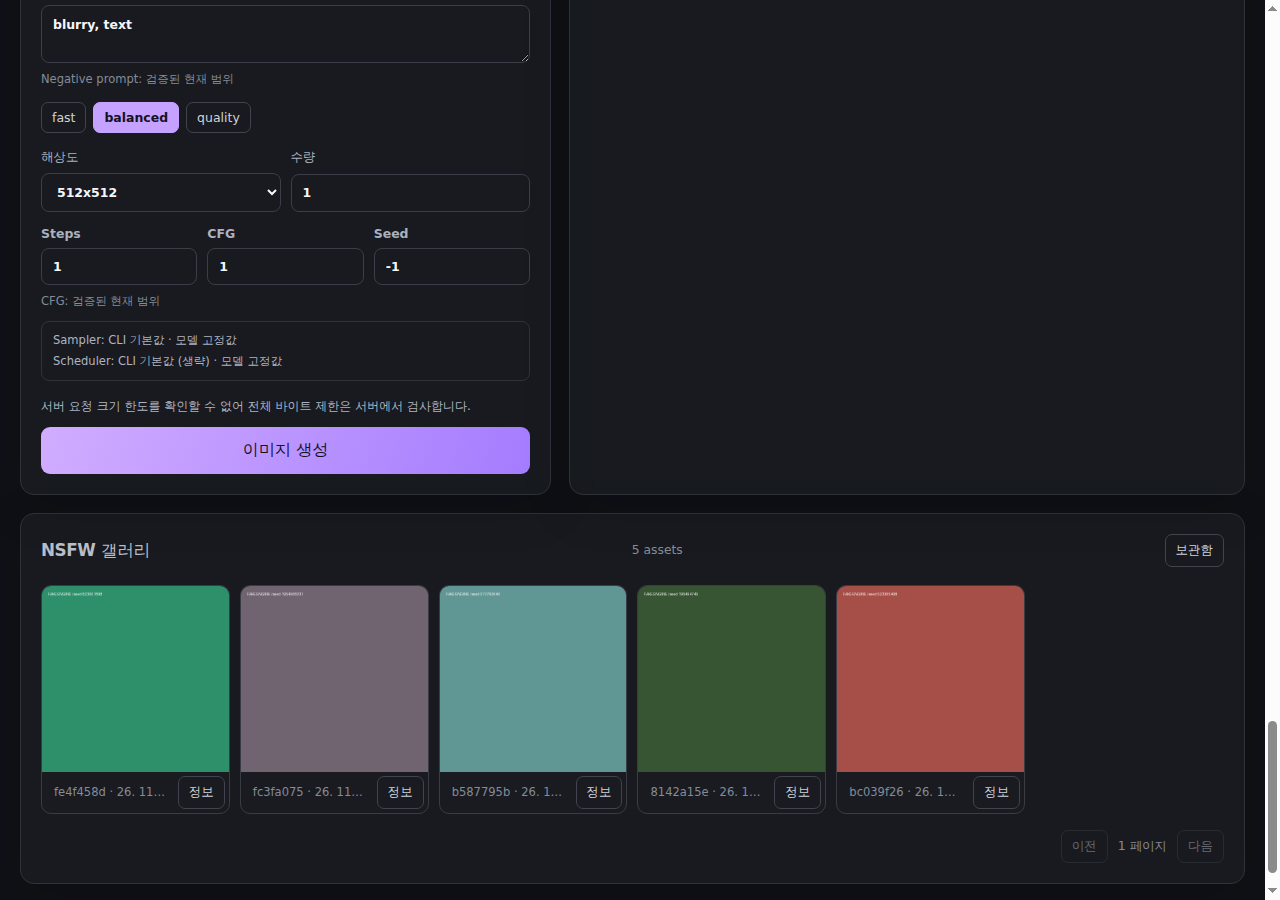 blurry, text
Negative prompt: 검증된 현재 범위
fast balanced quality
해상도 수량
512x512 1
Steps CFG Seed
1 1 -1
CFG: 검증된 현재 범위
Sampler: CLI 기본값 · 모델 고정값
Scheduler: CLI 기본값 (생략) · 모델 고정값
서버 요청 크기 한도를 확인할 수 없어 전체 바이트 제한은 서버에서 검사합니다.
이미지 생성
NSFW 갤러리 5 assets 보관함
fe4f458d · 26. 11… 정보 fc3fa075 · 26. 11… 정보 b587795b · 26. 1… 정보 8142a15e · 26. 1… 정보 bc039f26 · 26. 1… 정보
이전 1 페이지 다음